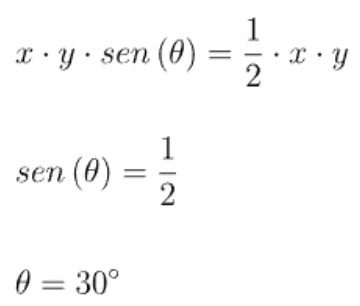 x · y · sen (θ) = 1/2 · x · y
sen (θ) = 1/2
θ = 30°